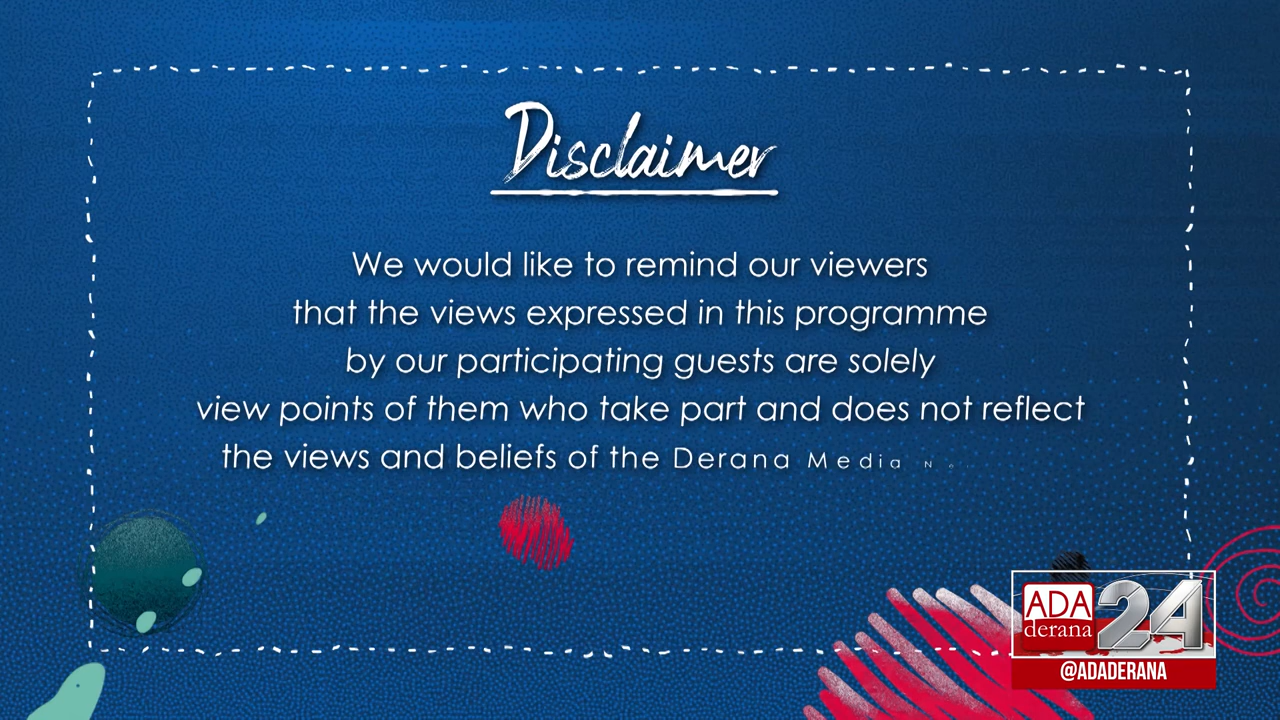 Disclaimer
We would like to remind our viewers
that the views expressed in this programme
by our participating guests are solely
view points of them who take part and does not reflect
the views and beliefs of the Derana Media
ADA
derana
24
@ADADERANA